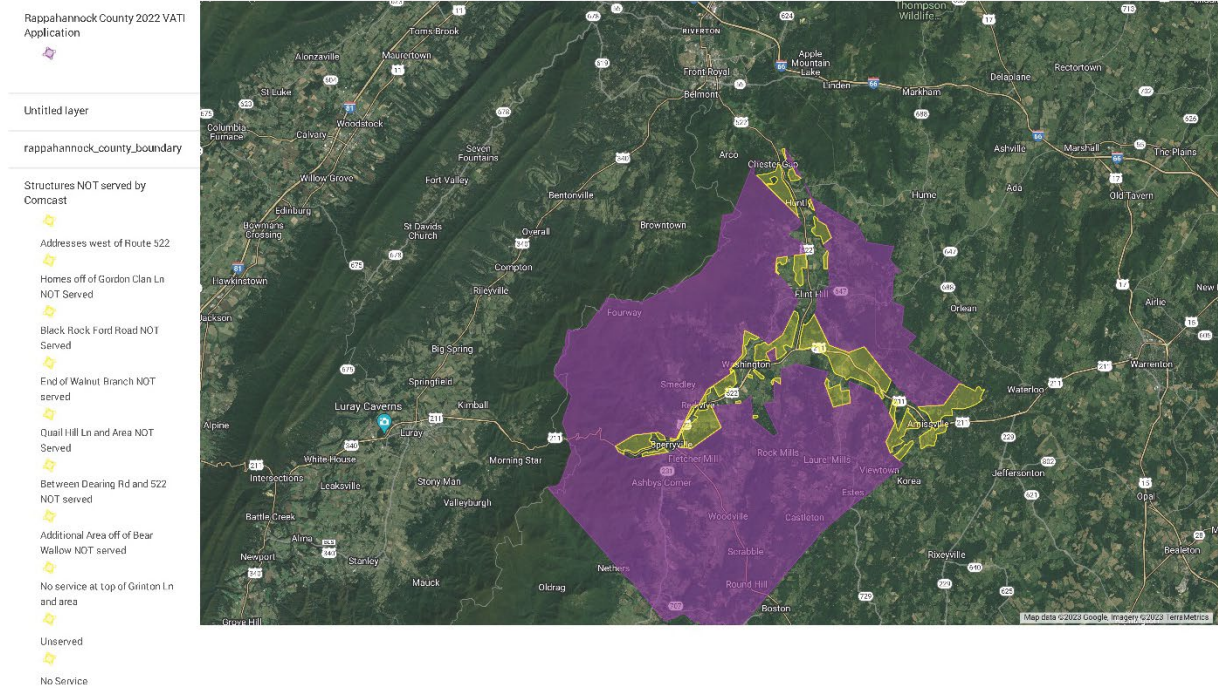 Rappahannock County 2022 VATI
Application
Untitled layer
rappahannock_county_boundary
Structures NOT served by
Comcast
Addresses west of Route 522
Homes off of Gordon Clan Ln
NOT Served
Black Rock Ford Road NOT
Served
End of Walnut Branch NOT
served
Quail Hill Ln and Area NOT
Served
Between Dearing Rd and 522
NOT served
Additional Area off of Bear
Wallow NOT served
No service at top of Grinton Ln
and area
Unserved
No Service
Thompson
Wildlife...
Toms Brook
RIVERTON
Alonzaville
Maurertown
Apple
Mountain
Lake
Front Royal
Rectortown
Delaplane
St Luke
Belmont
Linden
Markham
Columbia
Furnace
Woodstock
Calvary
Seven
Fountains
Arco
Chester Gap
Ashville
Marshall
The Plains
Willow Grove
Fort Valley
Bentonville
Hume
Ada
Old Tavern
Edinburg
Huntly
Bowmans
Crossing
St Davids
Church
Overall
Browntown
Compton
Hawkinstown
Rileyville
Flint Hill
Orlean
Airlie
New
Jackson
Fourway
Big Spring
Washington
Warrenton
Springfield
Smedley
Waterloo
Luray Caverns
Kimball
Alpine
Luray
Amissville
Sperryville
White House
Morning Star
Fletcher Mill
Rock Mills
Laurel Mills
Viewtown
Jeffersonton
Intersections
Leaksville
Stony Man
Ashbys Corner
Korea
Valleyburgh
Estes
Opal
Battle Creek
Woodville
Castleton
Alma
Newport
Stanley
Scrabble
Rixeyville
Bealeton
Mauck
Nethers
Oldrag
Round Hill
Boston
Grove Hill
Map data ©2023 Google, Imagery ©2023 TerraMetrics